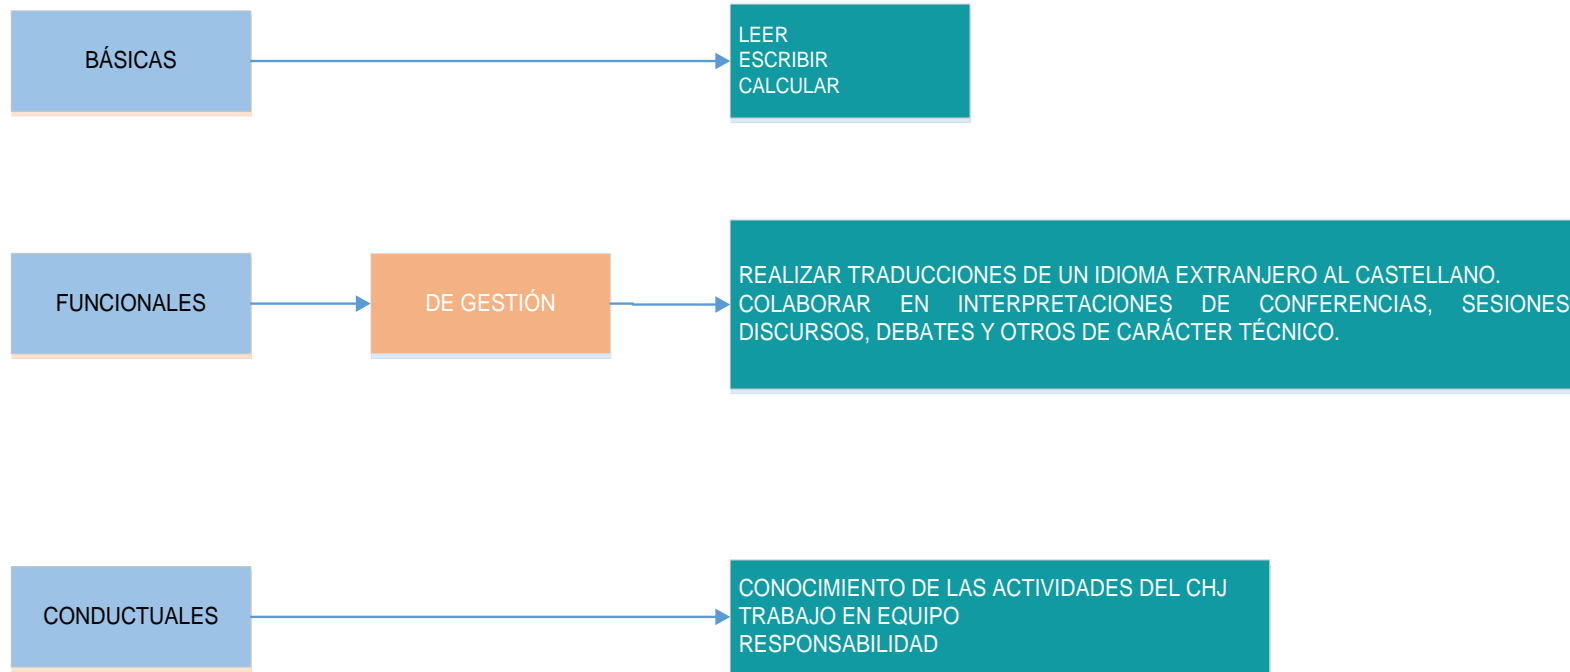 BÁSICAS
LEER
ESCRIBIR
CALCULAR
FUNCIONALES
DE GESTIÓN
REALIZAR TRADUCCIONES DE UN IDIOMA EXTRANJERO AL CASTELLANO.
COLABORAR EN INTERPRETACIONES DE CONFERENCIAS, SESIONES
DISCURSOS, DEBATES Y OTROS DE CARÁCTER TÉCNICO.
CONDUCTUALES
CONOCIMIENTO DE LAS ACTIVIDADES DEL CHJ
TRABAJO EN EQUIPO
RESPONSABILIDAD